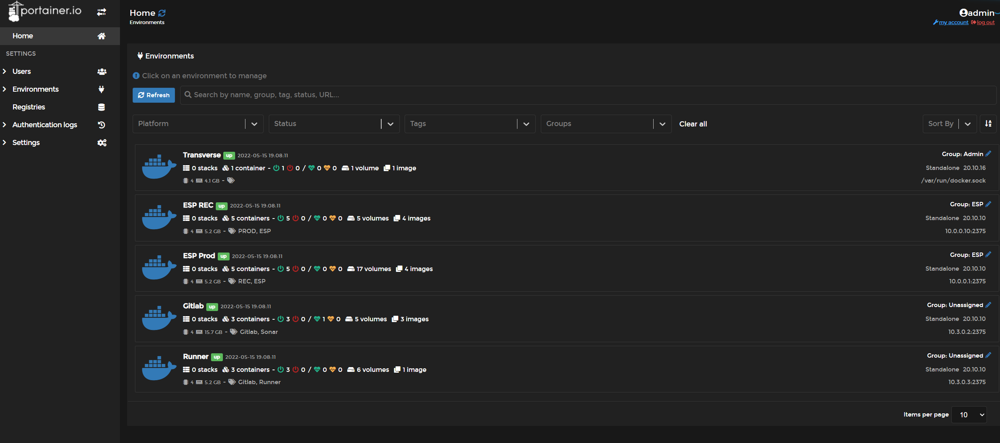 portainer.io
Home
SETTINGS
Users
Environments
Registries
Authentication logs
Settings
Home
Environments
admin
my account log out
Environments
Click on an environment to manage
Refresh
Search by name, group, tag, status, URL...
Platform
Status
Tags
Groups
Clear all
Sort By
Transverse up 2022-05-15 19:08:11
Group: Admin
0 stacks 1 container - 1 0 / 0 0 1 volume 1 image
Standalone 20.10.16
4 4.1 GB -
/var/run/docker.sock
ESP REC up 2022-05-15 19:08:11
Group: ESP
0 stacks 5 containers - 5 0 / 0 0 5 volumes 4 images
Standalone 20.10.10
4 5.2 GB - PROD, ESP
10.0.0.10:2375
ESP Prod up 2022-05-15 19:08:11
Group: ESP
0 stacks 5 containers - 5 0 / 0 0 17 volumes 4 images
Standalone 20.10.10
4 5.2 GB - REC, ESP
10.0.0.1:2375
Gitlab up 2022-05-15 19:08:11
Group: Unassigned
0 stacks 3 containers - 3 0 / 1 0 5 volumes 3 images
Standalone 20.10.10
4 15.7 GB - Gitlab, Sonar
10.3.0.2:2375
Runner up 2022-05-15 19:08:11
Group: Unassigned
0 stacks 3 containers - 3 0 / 0 0 6 volumes 1 image
Standalone 20.10.10
4 5.2 GB - Gitlab, Runner
10.3.0.3:2375
Items per page 10